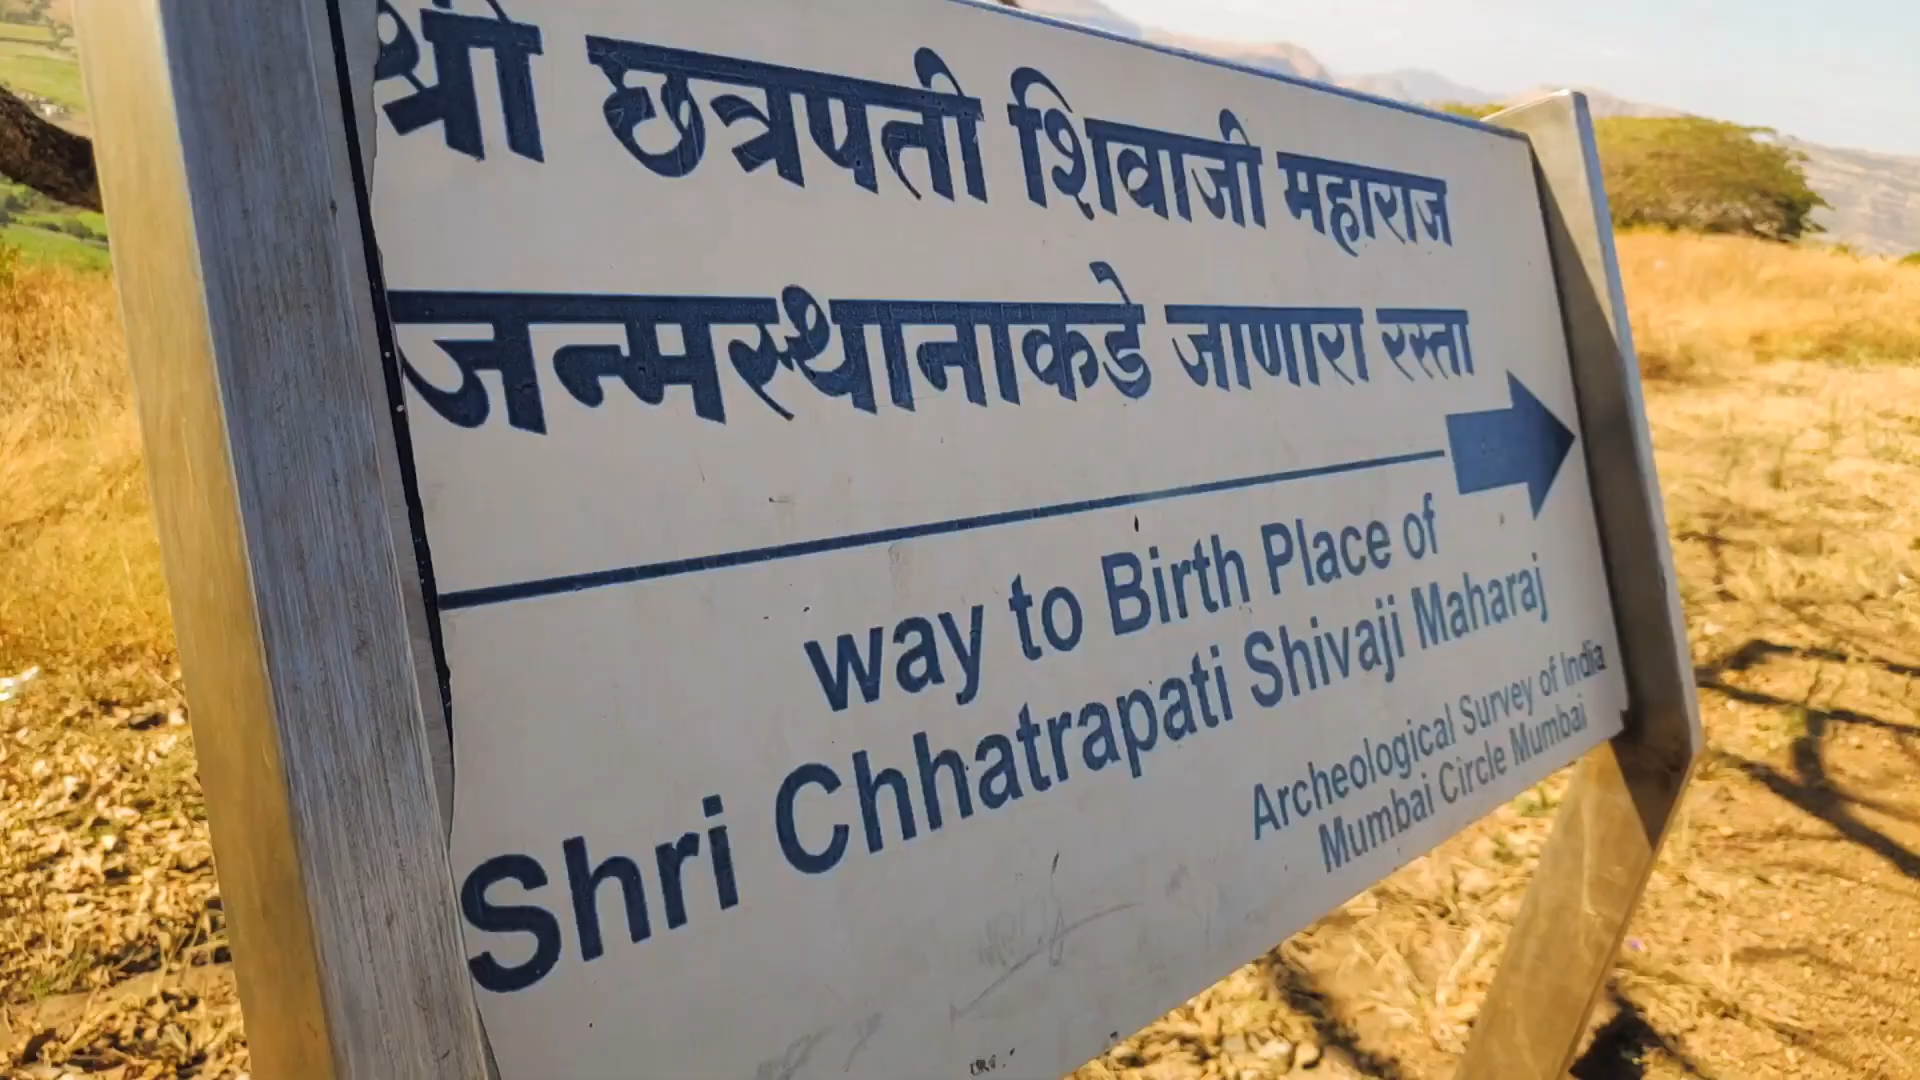 श्री छत्रपती शिवाजी महाराज
जन्मस्थानाकडे जाणारा रस्ता
way to Birth Place of
Shri Chhatrapati Shivaji Maharaj
Archeological Survey of India
Mumbai Circle Mumbai